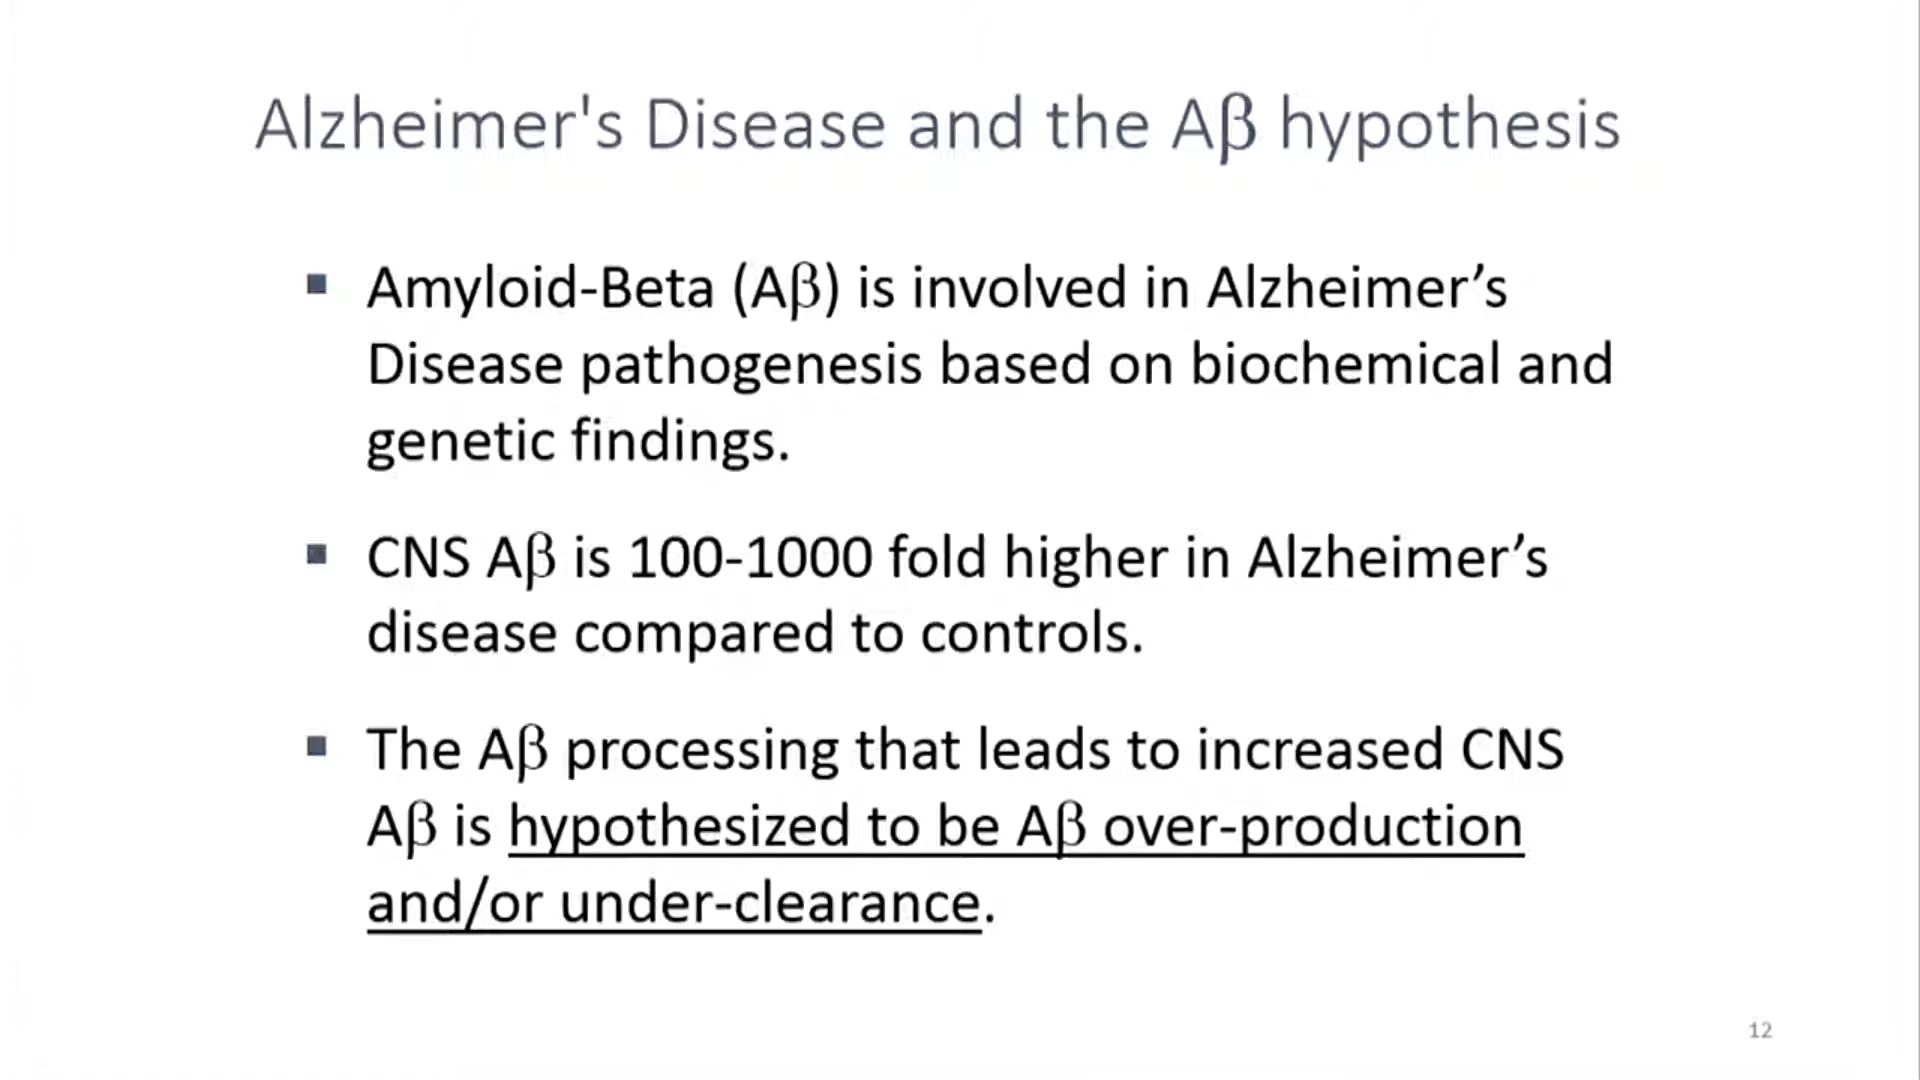 Alzheimer's Disease and the Aβ hypothesis
▪ Amyloid-Beta (Aβ) is involved in Alzheimer’s
Disease pathogenesis based on biochemical and
genetic findings.
▪ CNS Aβ is 100-1000 fold higher in Alzheimer’s
disease compared to controls.
▪ The Aβ processing that leads to increased CNS
Aβ is hypothesized to be Aβ over-production
and/or under-clearance.
12